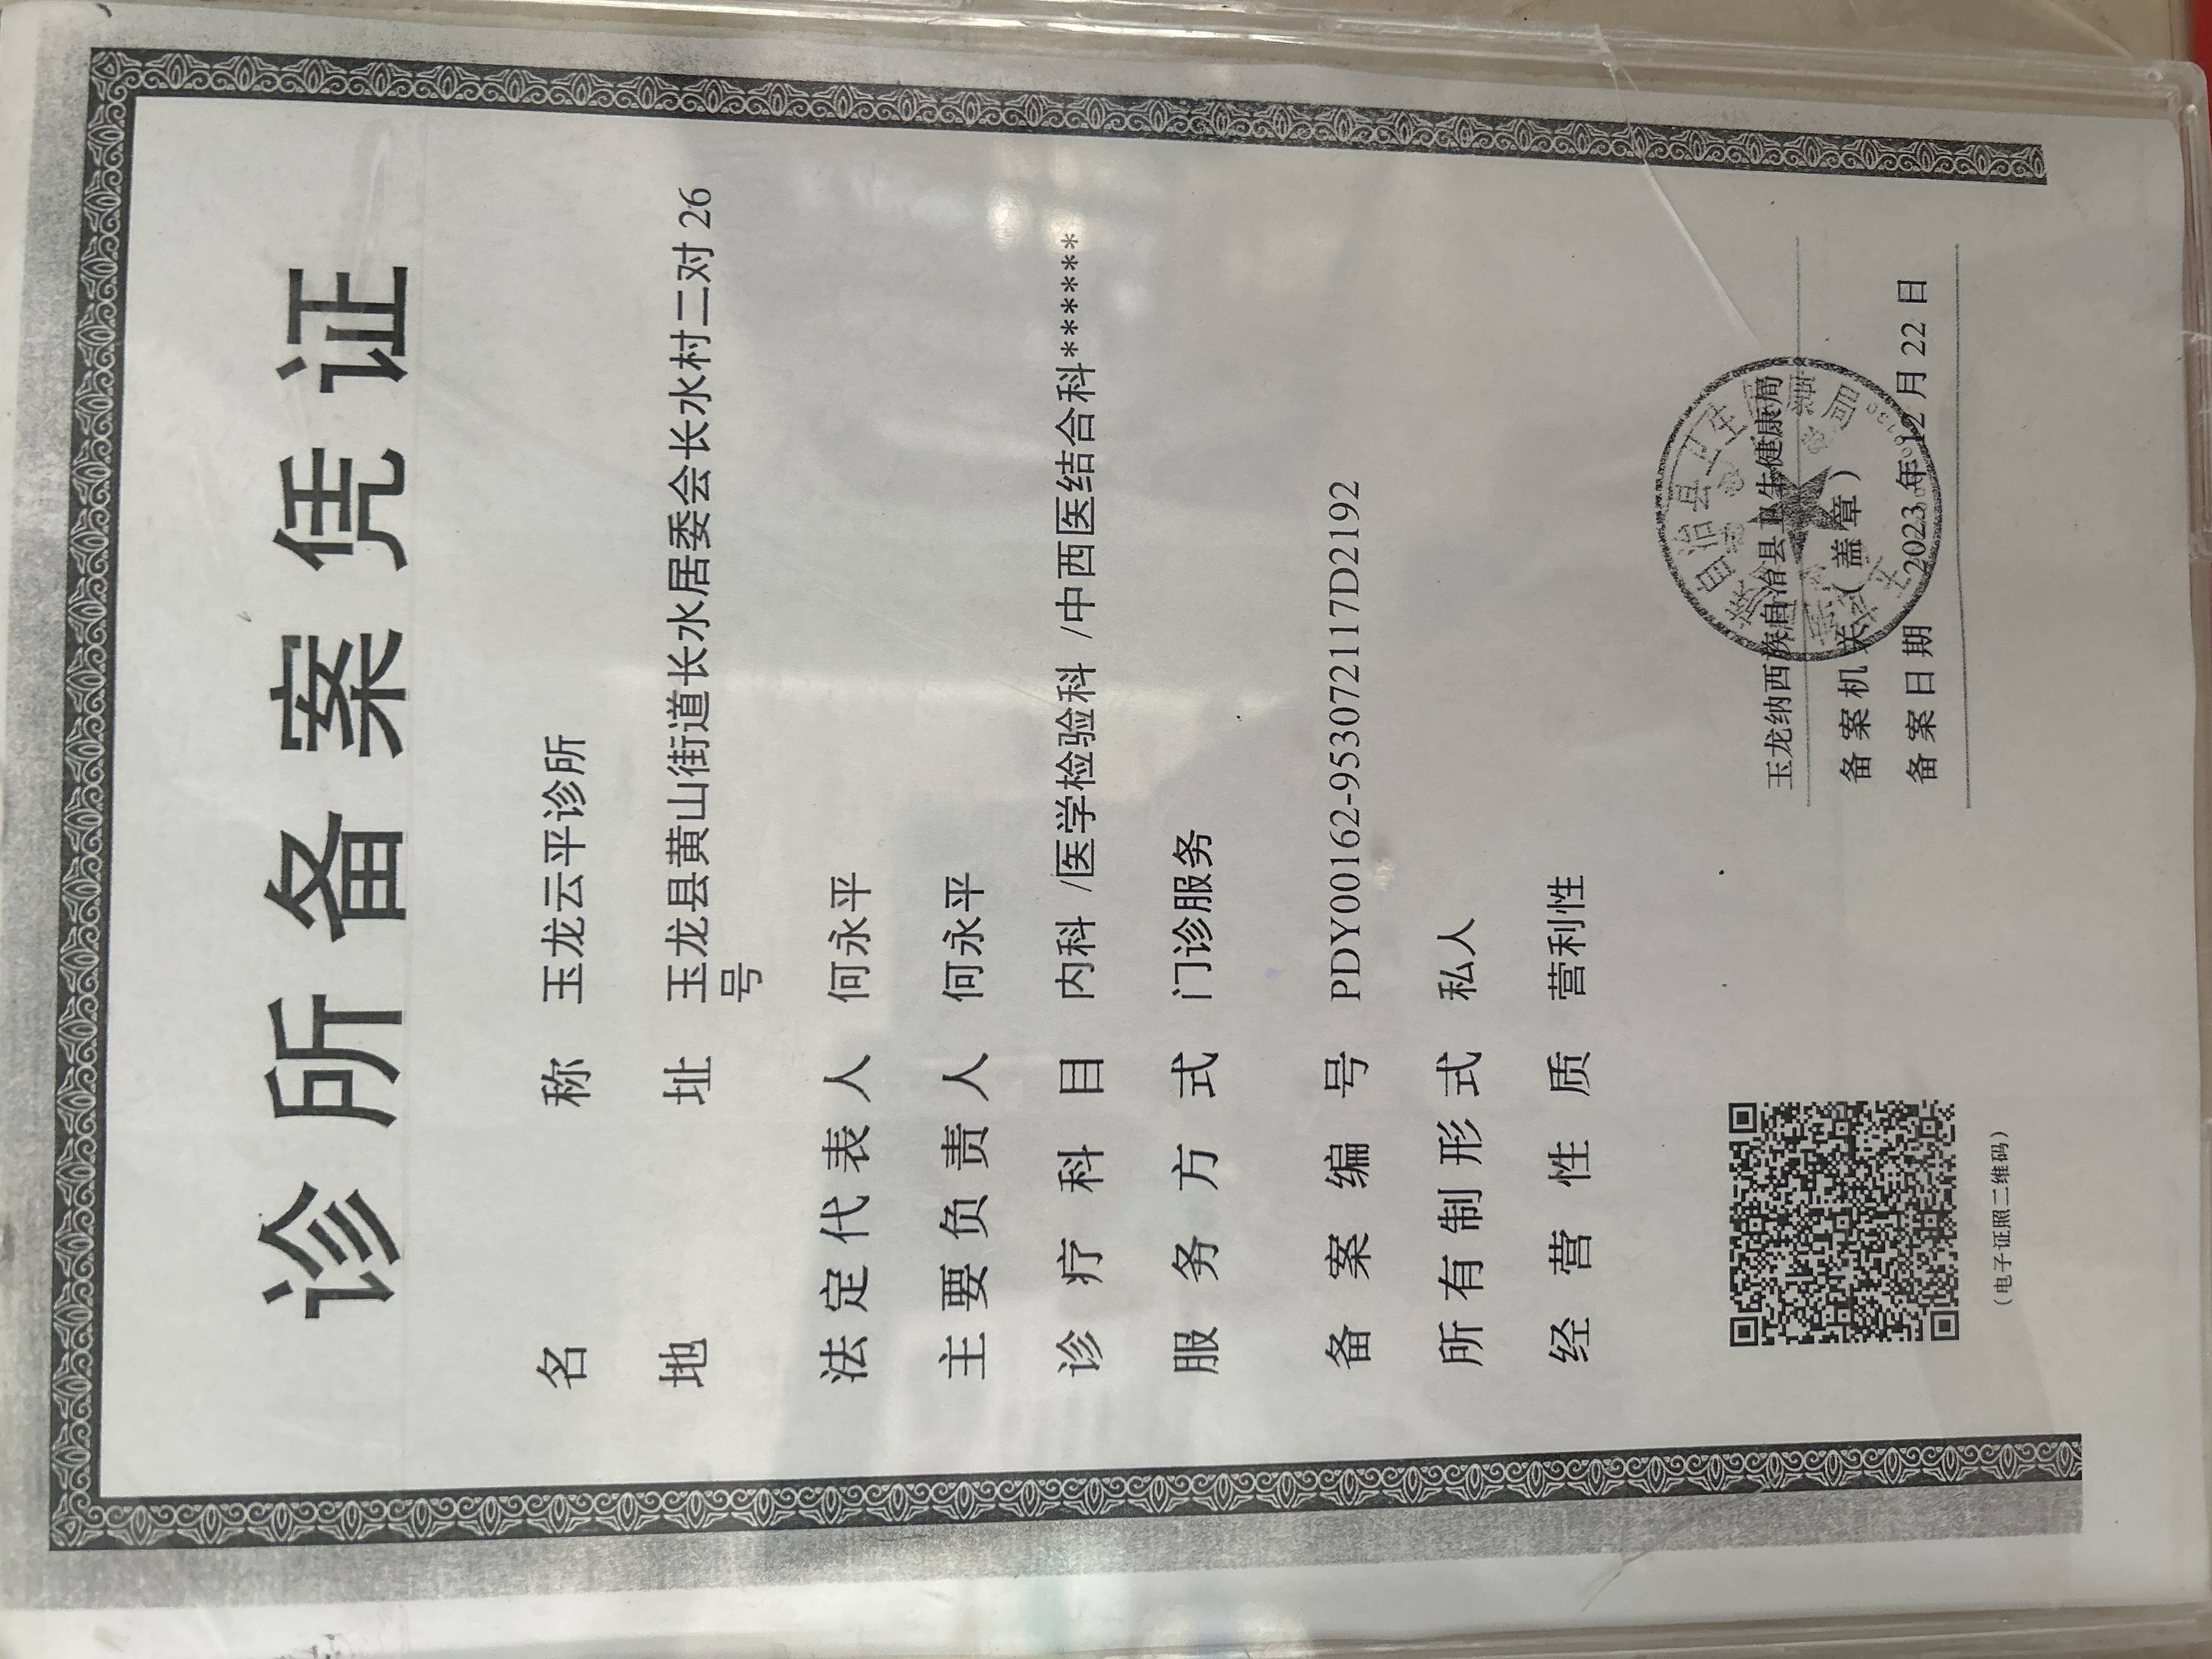 诊所备案凭证
名称 玉龙云平诊所
地址 玉龙县黄山街道长水居委会长水村二对 26
号
法定代表人 何永平
主要负责人 何永平
诊疗科目 内科 /医学检验科 /中西医结合科******
服务方式 门诊服务
备案编号 PDY00162-953072117D2192
所有制形式 私人
经营性质 营利性
玉龙纳西族自治县卫生健康局
备案机关（盖章）
备案日期 2023年12月22日
（电子证照二维码）